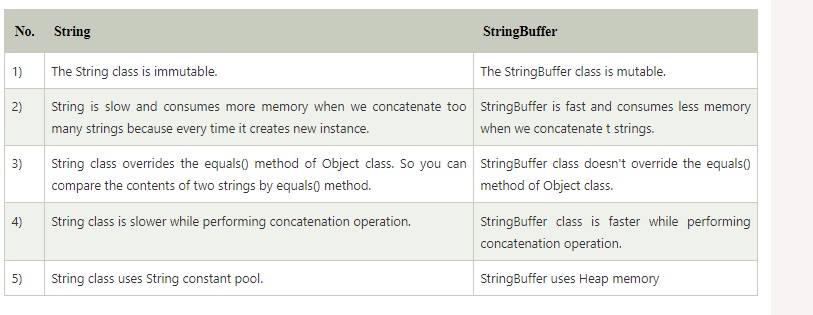 No. String StringBuffer
1) The String class is immutable. The StringBuffer class is mutable.
2) String is slow and consumes more memory when we concatenate too StringBuffer is fast and consumes less memory
many strings because every time it creates new instance. when we concatenate t strings.
3) String class overrides the equals() method of Object class. So you can StringBuffer class doesn't override the equals()
compare the contents of two strings by equals() method. method of Object class.
4) String class is slower while performing concatenation operation. StringBuffer class is faster while performing
concatenation operation.
5) String class uses String constant pool. StringBuffer uses Heap memory